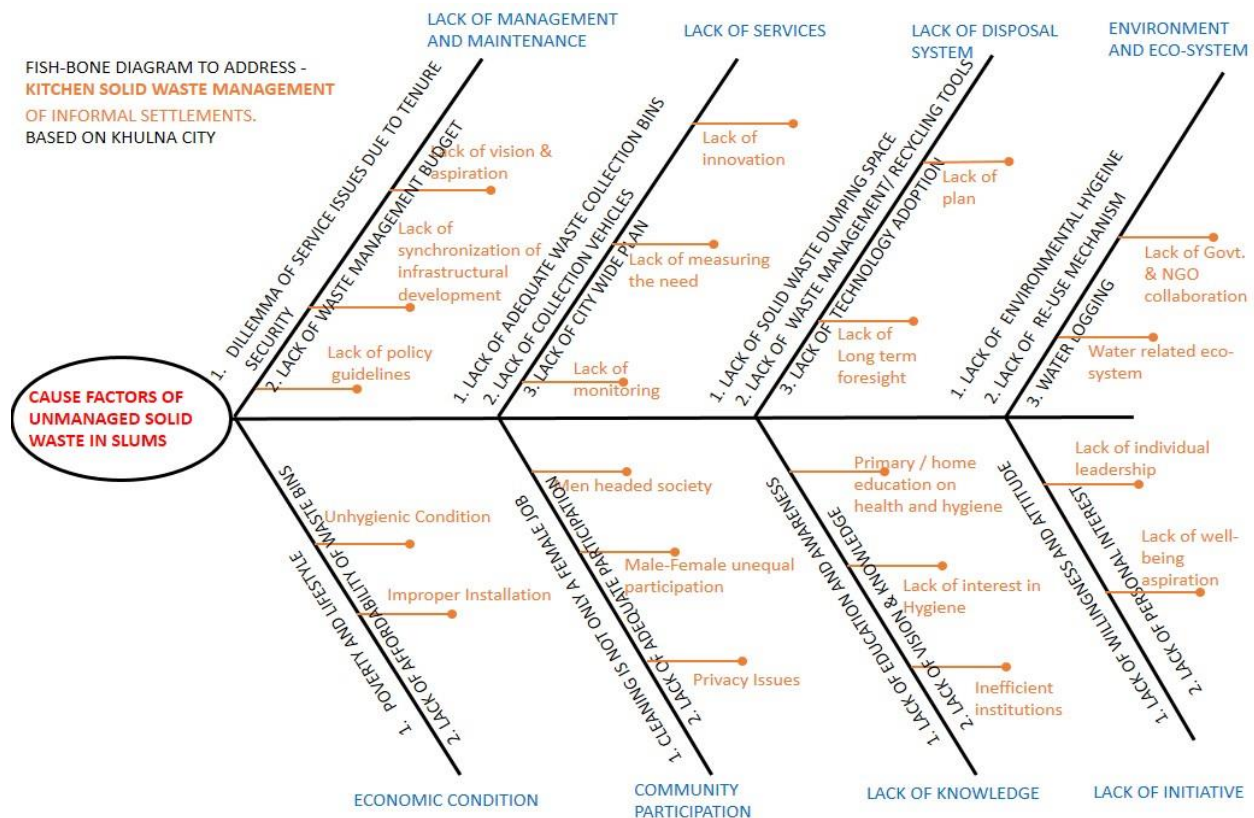 FISH-BONE DIAGRAM TO ADDRESS -
KITCHEN SOLID WASTE MANAGEMENT
OF INFORMAL SETTLEMENTS.
BASED ON KHULNA CITY
LACK OF MANAGEMENT
AND MAINTENANCE
1. DILLEMMA OF SERVICE ISSUES DUE TO TENURE
SECURITY
2. LACK OF WASTE MANAGEMENT BUDGET
Lack of vision &
aspiration
Lack of
synchronization of
infrastructural
development
Lack of policy
guidelines
LACK OF SERVICES
1. LACK OF ADEQUATE WASTE COLLECTION BINS
2. LACK OF COLLECTION VEHICLES
3. LACK OF CITY WIDE PLAN
Lack of
innovation
Lack of measuring
the need
Lack of
monitoring
LACK OF DISPOSAL
SYSTEM
1. LACK OF SOLID WASTE DUMPING SPACE
2. LACK OF WASTE MANAGEMENT/ RECYCLING TOOLS
3. LACK OF TECHNOLOGY ADOPTION
Lack of
plan
Lack of
Long term
foresight
ENVIRONMENT
AND ECO-SYSTEM
1. LACK OF ENVIRONMENTAL HYGEINE
2. LACK OF RE-USE MECHANISM
3. WATER LOGGING
Lack of Govt.
& NGO
collaboration
Water related eco-
system
CAUSE FACTORS OF
UNMANAGED SOLID
WASTE IN SLUMS
Unhygienic Condition
Improper Installation
1. POVERTY AND LIFESTYLE
2. LACK OF AFFORDABILITY OF WASTE BINS
ECONOMIC CONDITION
Men headed society
Male-Female unequal
participation
Privacy Issues
1. CLEANING IS NOT ONLY A FEMALE JOB
2. LACK OF ADEQUATE PARTICIPATION
COMMUNITY
PARTICIPATION
Primary / home
education on
health and hygiene
Lack of interest in
Hygiene
Inefficient
institutions
1. LACK OF EDUCATION AND AWARENESS
2. LACK OF VISION & KNOWLEDGE
LACK OF KNOWLEDGE
Lack of individual
leadership
Lack of well-
being
aspiration
1. LACK OF WILLINGNESS AND ATTITUDE
2. LACK OF PERSONAL INTEREST
LACK OF INITIATIVE